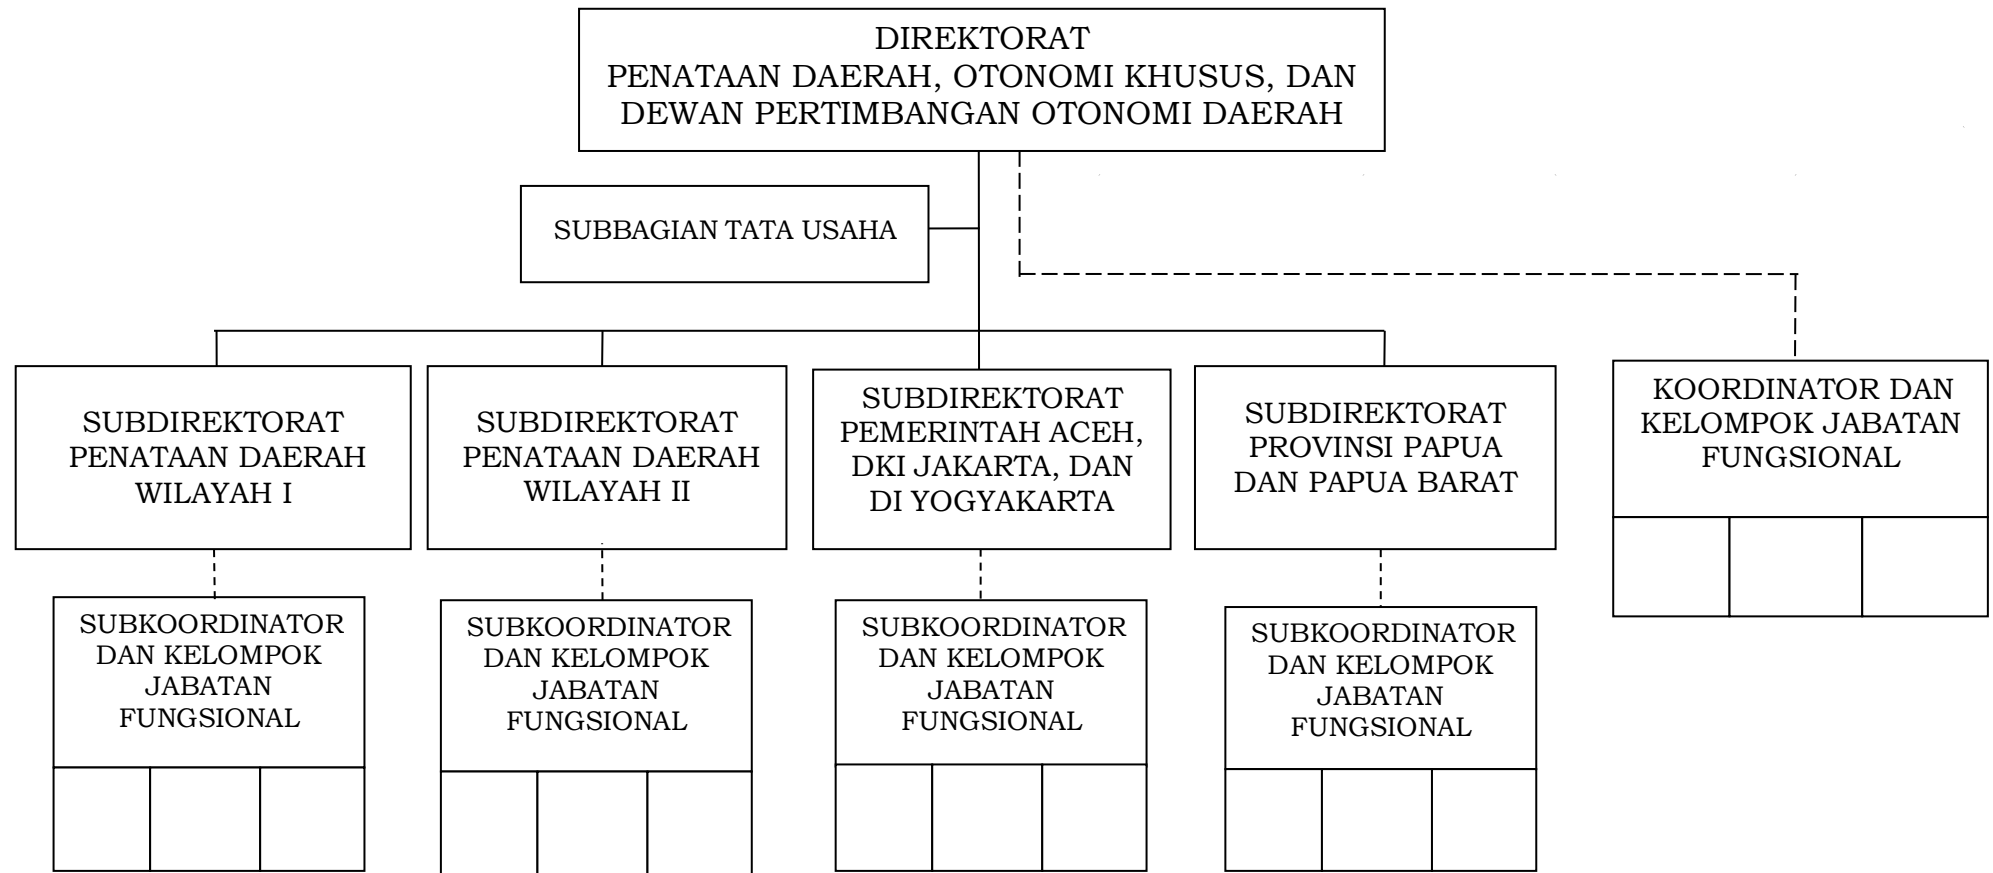 DIREKTORAT
PENATAAN DAERAH, OTONOMI KHUSUS, DAN
DEWAN PERTIMBANGAN OTONOMI DAERAH
SUBBAGIAN TATA USAHA
SUBDIREKTORAT
PENATAAN DAERAH
WILAYAH I
SUBDIREKTORAT
PENATAAN DAERAH
WILAYAH II
SUBDIREKTORAT
PEMERINTAH ACEH,
DKI JAKARTA, DAN
DI YOGYAKARTA
SUBDIREKTORAT
PROVINSI PAPUA
DAN PAPUA BARAT
KOORDINATOR DAN
KELOMPOK JABATAN
FUNGSIONAL
SUBKOORDINATOR
DAN KELOMPOK
JABATAN
FUNGSIONAL
SUBKOORDINATOR
DAN KELOMPOK
JABATAN
FUNGSIONAL
SUBKOORDINATOR
DAN KELOMPOK
JABATAN
FUNGSIONAL
SUBKOORDINATOR
DAN KELOMPOK
JABATAN
FUNGSIONAL